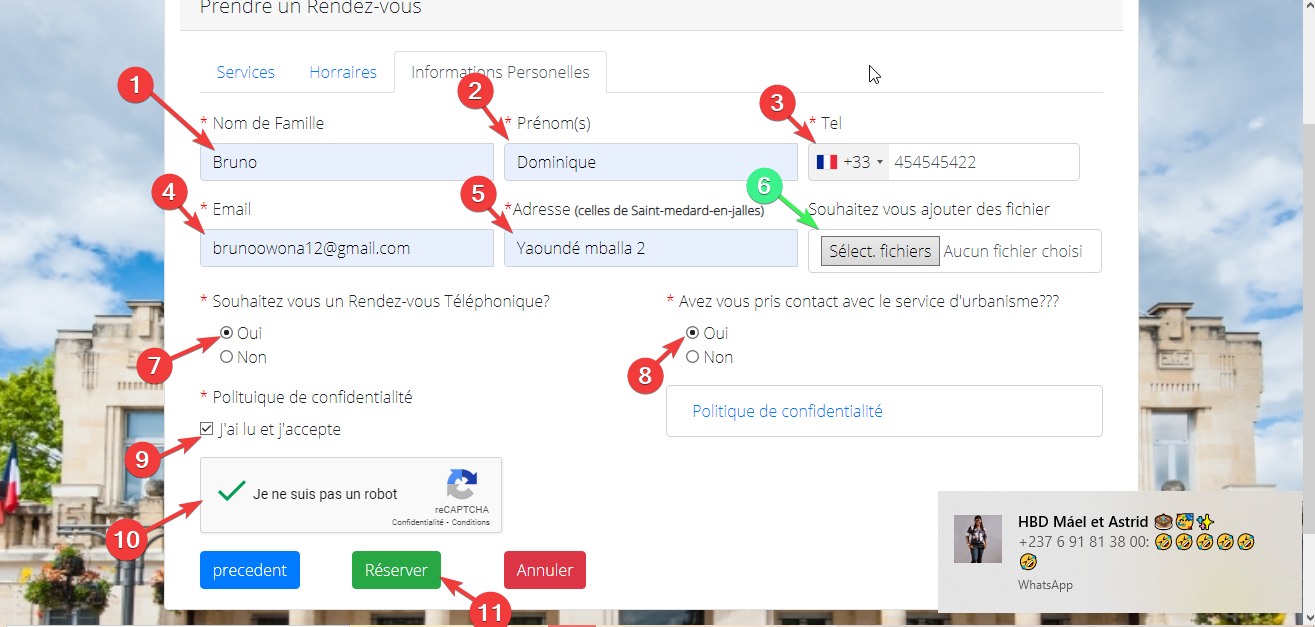 Prendre un Rendez-vous
Services Horraires Informations Personelles
1 2 3
* Nom de Famille * Prénom(s) * Tel
Bruno Dominique +33 454545422
4 5 6
* Email *Adresse (celles de Saint-medard-en-jalles) Souhaitez vous ajouter des fichier
brunoowona12@gmail.com Yaoundé mballa 2 Sélect. fichiers Aucun fichier choisi
* Souhaitez vous un Rendez-vous Téléphonique? * Avez vous pris contact avec le service d'urbanisme???
Oui Oui
Non Non
7 8
* Polituique de confidentialité
Politique de confidentialité
J'ai lu et j'accepte
9
Je ne suis pas un robot
reCAPTCHA
Confidentialité - Conditions
10
precedent Réserver Annuler
11
HBD Máel et Astrid
+237 6 91 81 38 00: 🤣🤣🤣🤣🤣
🤣
WhatsApp